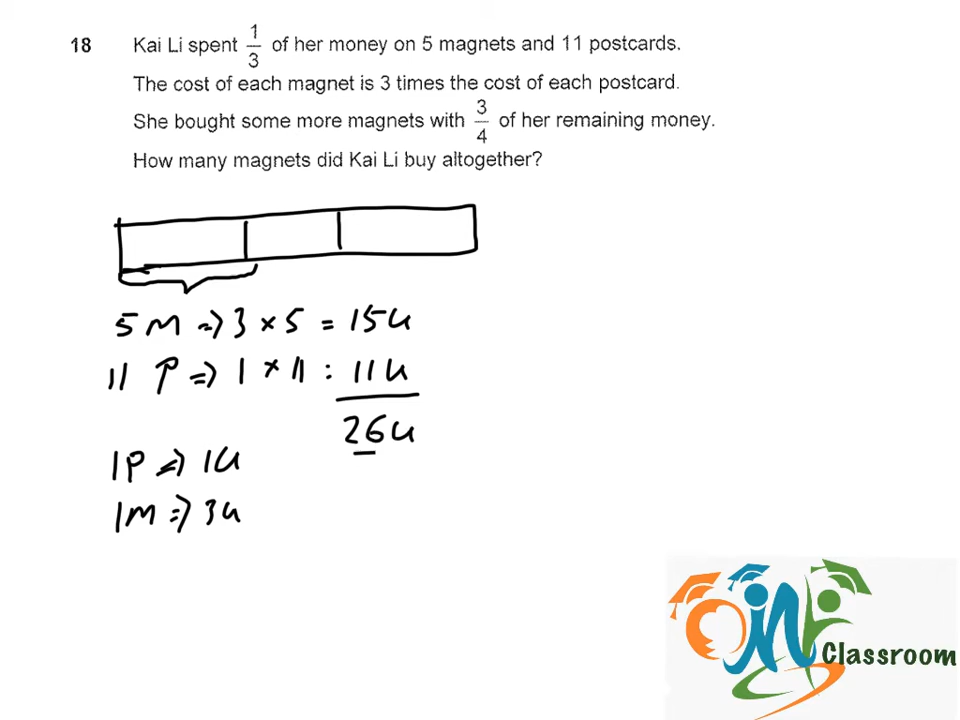 18 Kai Li spent 1/3 of her money on 5 magnets and 11 postcards.
The cost of each magnet is 3 times the cost of each postcard.
She bought some more magnets with 3/4 of her remaining money.
How many magnets did Kai Li buy altogether?
5 M => 3 × 5 = 15u
11 P => 1 × 11 : 11u
26u
1P => 1u
1M => 3u
Classroom